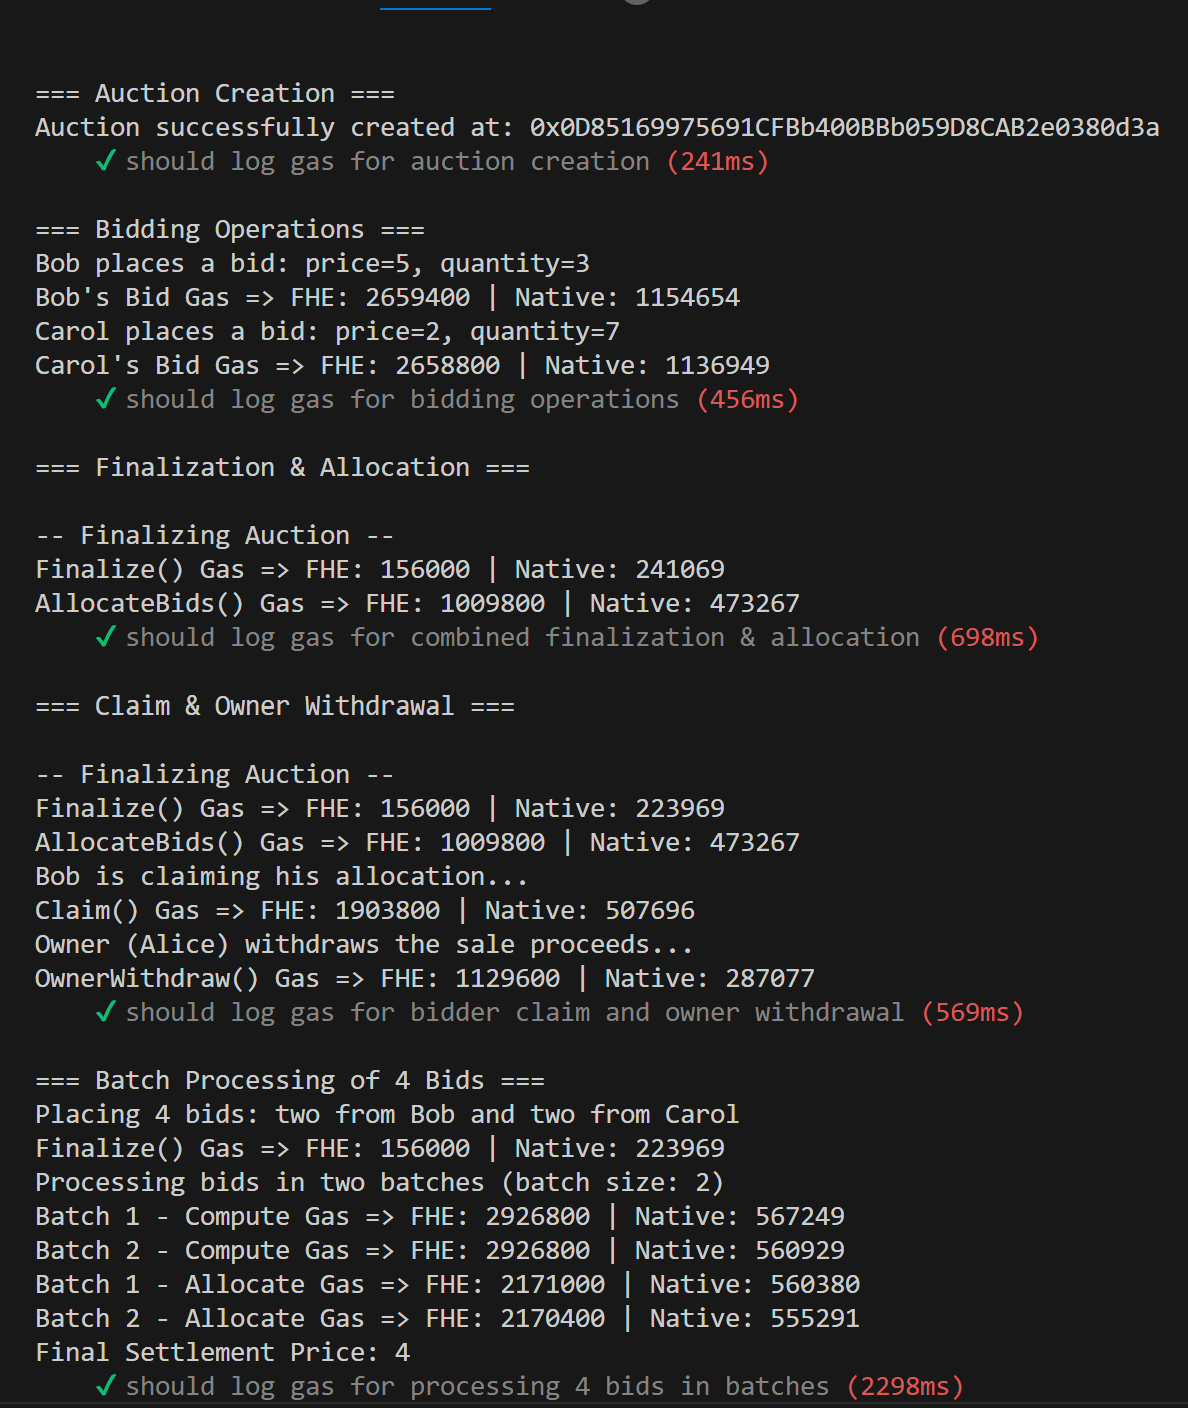 === Auction Creation ===
Auction successfully created at: 0x0D85169975691CFBb400BBb059D8CAB2e0380d3a
✓ should log gas for auction creation (241ms)
=== Bidding Operations ===
Bob places a bid: price=5, quantity=3
Bob's Bid Gas => FHE: 2659400 | Native: 1154654
Carol places a bid: price=2, quantity=7
Carol's Bid Gas => FHE: 2658800 | Native: 1136949
✓ should log gas for bidding operations (456ms)
=== Finalization & Allocation ===
-- Finalizing Auction --
Finalize() Gas => FHE: 156000 | Native: 241069
AllocateBids() Gas => FHE: 1009800 | Native: 473267
✓ should log gas for combined finalization & allocation (698ms)
=== Claim & Owner Withdrawal ===
-- Finalizing Auction --
Finalize() Gas => FHE: 156000 | Native: 223969
AllocateBids() Gas => FHE: 1009800 | Native: 473267
Bob is claiming his allocation...
Claim() Gas => FHE: 1903800 | Native: 507696
Owner (Alice) withdraws the sale proceeds...
OwnerWithdraw() Gas => FHE: 1129600 | Native: 287077
✓ should log gas for bidder claim and owner withdrawal (569ms)
=== Batch Processing of 4 Bids ===
Placing 4 bids: two from Bob and two from Carol
Finalize() Gas => FHE: 156000 | Native: 223969
Processing bids in two batches (batch size: 2)
Batch 1 - Compute Gas => FHE: 2926800 | Native: 567249
Batch 2 - Compute Gas => FHE: 2926800 | Native: 560929
Batch 1 - Allocate Gas => FHE: 2171000 | Native: 560380
Batch 2 - Allocate Gas => FHE: 2170400 | Native: 555291
Final Settlement Price: 4
✓ should log gas for processing 4 bids in batches (2298ms)